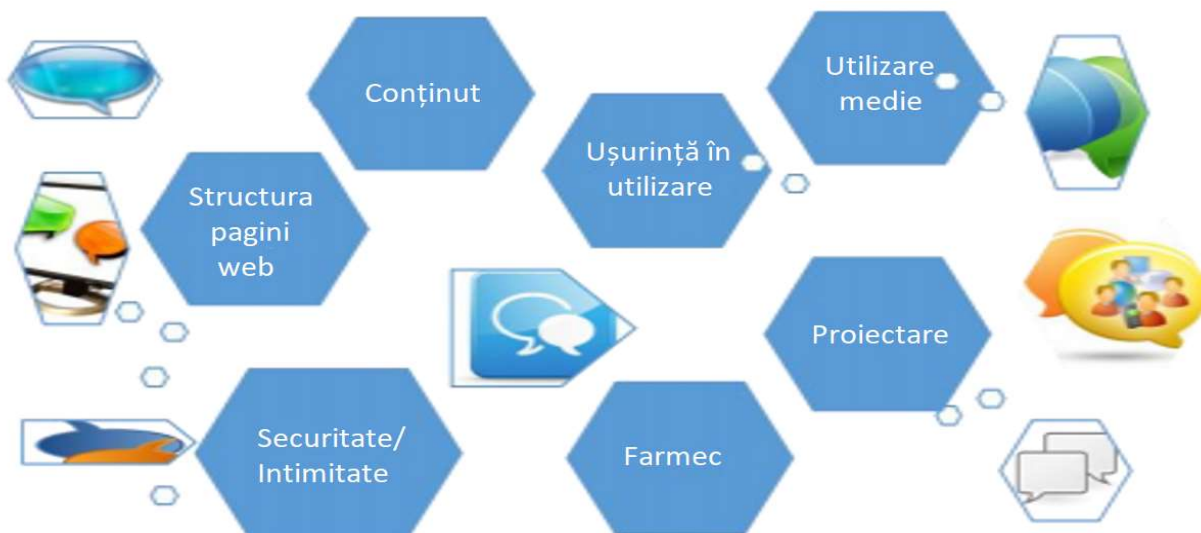 Conținut
Utilizare
medie
Ușurință în
utilizare
Structura
pagini
web
Proiectare
Securitate/
Intimitate
Farmec